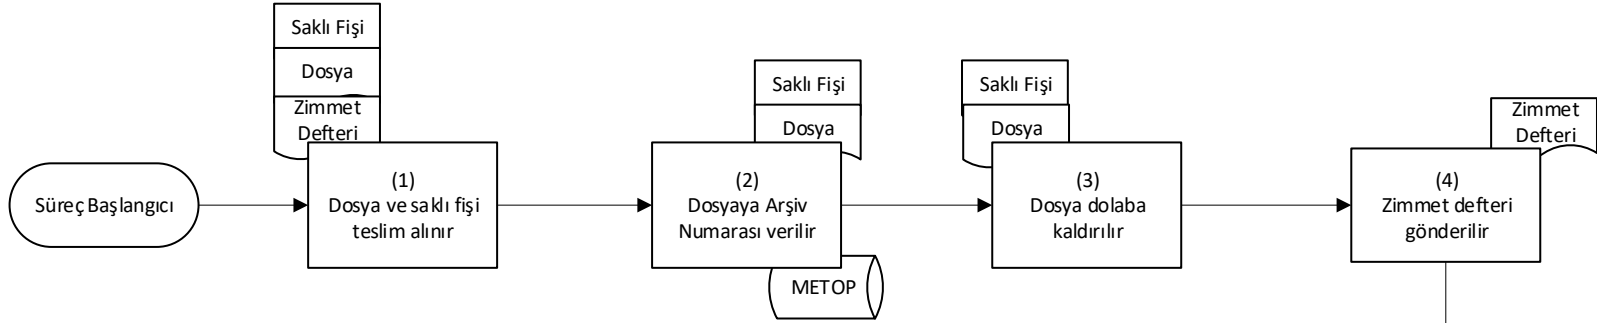 Saklı Fişi
Dosya
Zimmet
Defteri
Saklı Fişi
Dosya
Saklı Fişi
Dosya
Zimmet
Defteri
Süreç Başlangıcı
(1)
Dosya ve saklı fişi
teslim alınır
(2)
Dosyaya Arşiv
Numarası verilir
(3)
Dosya dolaba
kaldırılır
(4)
Zimmet defteri
gönderilir
METOP